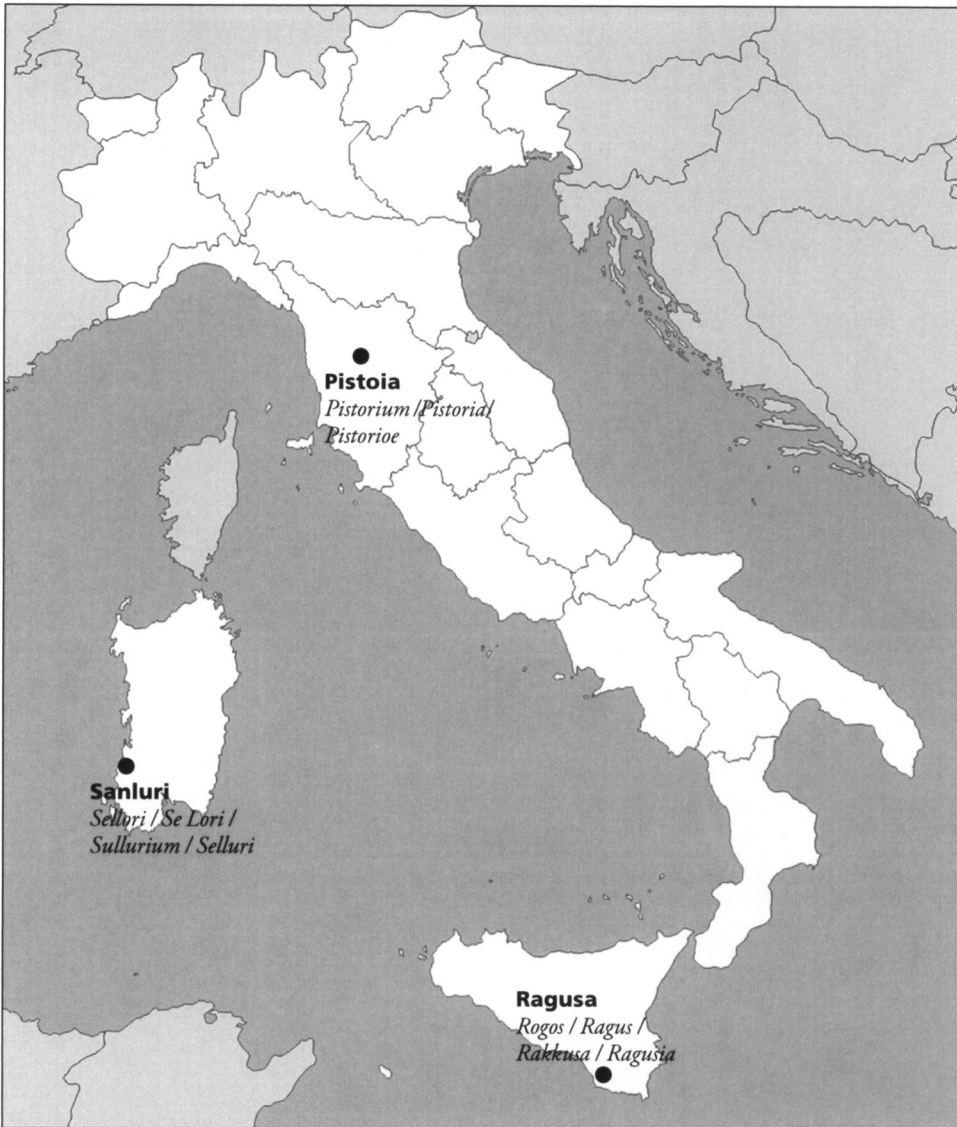 Pistoia
Pistorium /Pistoria/
Pistorioe
Sanluri
Sellori / Se Lori /
Sullurium / Selluri
Ragusa
Rogos / Ragus /
Rakkusa / Ragusia